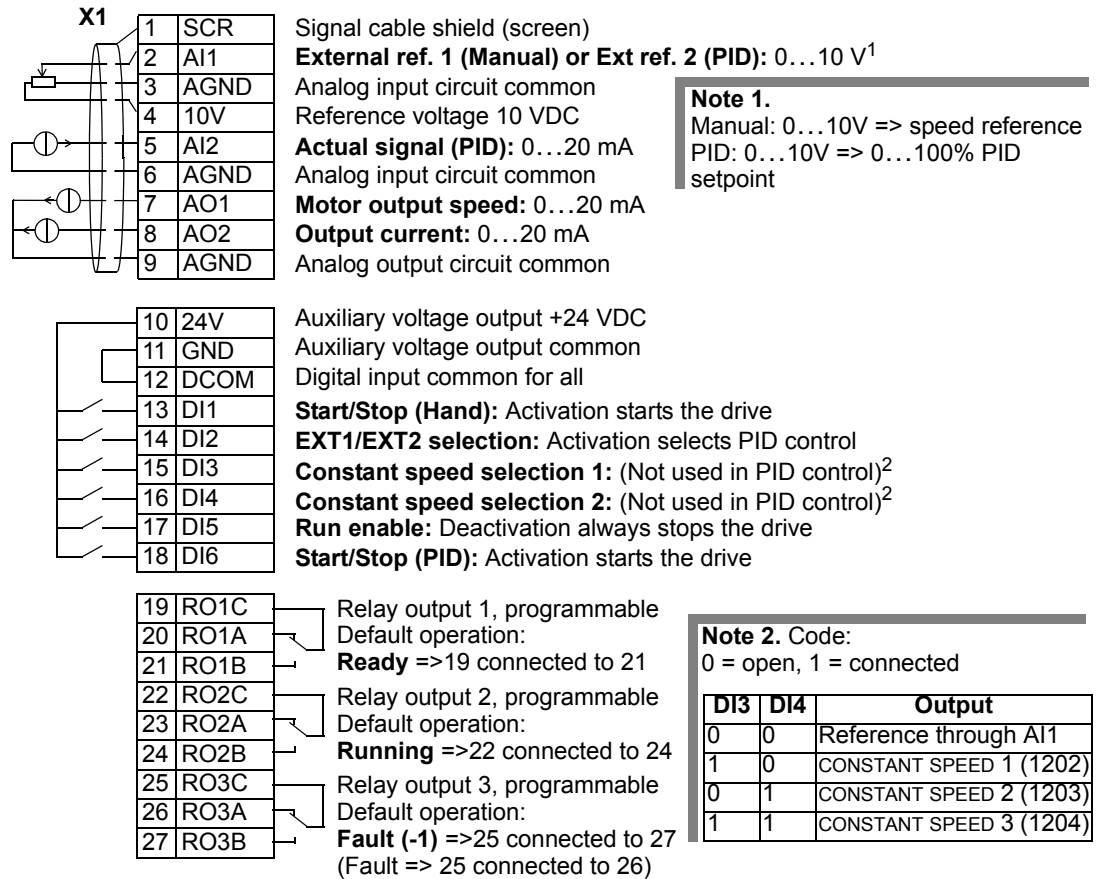 X1
1 SCR Signal cable shield (screen)
2 AI1 External ref. 1 (Manual) or Ext ref. 2 (PID): 0…10 V1
3 AGND Analog input circuit common
4 10V Reference voltage 10 VDC
5 AI2 Actual signal (PID): 0…20 mA
6 AGND Analog input circuit common
7 AO1 Motor output speed: 0…20 mA
8 AO2 Output current: 0…20 mA
9 AGND Analog output circuit common
Note 1.
Manual: 0…10V => speed reference
PID: 0…10V => 0…100% PID
setpoint
10 24V Auxiliary voltage output +24 VDC
11 GND Auxiliary voltage output common
12 DCOM Digital input common for all
13 DI1 Start/Stop (Hand): Activation starts the drive
14 DI2 EXT1/EXT2 selection: Activation selects PID control
15 DI3 Constant speed selection 1: (Not used in PID control)2
16 DI4 Constant speed selection 2: (Not used in PID control)2
17 DI5 Run enable: Deactivation always stops the drive
18 DI6 Start/Stop (PID): Activation starts the drive
19 RO1C Relay output 1, programmable
20 RO1A Default operation:
21 RO1B Ready =>19 connected to 21
22 RO2C Relay output 2, programmable
23 RO2A Default operation:
24 RO2B Running =>22 connected to 24
25 RO3C Relay output 3, programmable
26 RO3A Default operation:
27 RO3B Fault (-1) =>25 connected to 27
(Fault => 25 connected to 26)
Note 2. Code:
0 = open, 1 = connected
DI3 DI4 Output
0 0 Reference through AI1
1 0 CONSTANT SPEED 1 (1202)
0 1 CONSTANT SPEED 2 (1203)
1 1 CONSTANT SPEED 3 (1204)